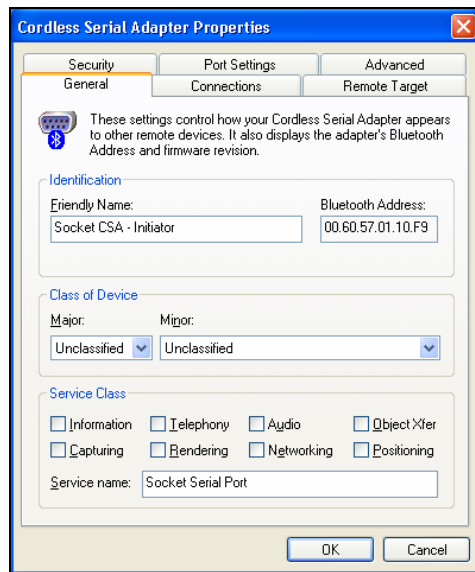 Cordless Serial Adapter Properties
Security Port Settings Advanced
General Connections Remote Target
These settings control how your Cordless Serial Adapter appears
to other remote devices. It also displays the adapter's Bluetooth
Address and firmware revision.
Identification
Friendly Name: Bluetooth Address:
Socket CSA - Initiator 00.60.57.01.10.F9
Class of Device
Major: Minor:
Unclassified Unclassified
Service Class
Information Telephony Audio Object Xfer
Capturing Rendering Networking Positioning
Service name: Socket Serial Port
OK Cancel